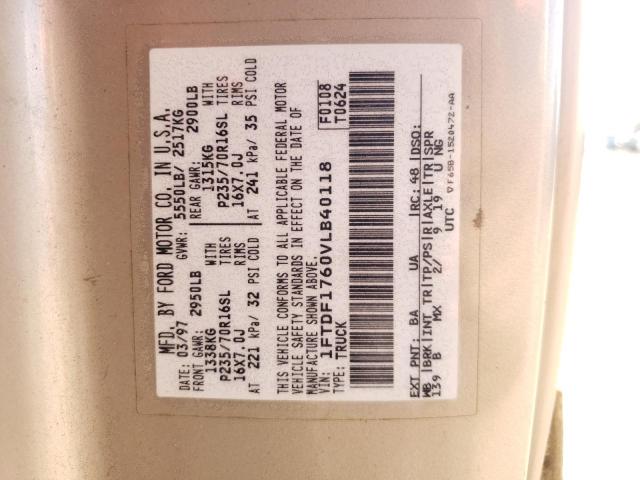 MFD. BY FORD MOTOR CO. IN U.S.A.
DATE: 03/97 GVWR: 5550LB/ 2517KG
FRONT GAWR: 2950LB REAR GAWR: 2900LB
1338KG WITH 1315KG WITH
P235/70R16SL TIRES P235/70R16SL TIRES
16X7.0J RIMS 16X7.0J RIMS
AT 221 kPa/ 32 PSI COLD AT 241 kPa/ 35 PSI COLD
THIS VEHICLE CONFORMS TO ALL APPLICABLE FEDERAL MOTOR
VEHICLE SAFETY STANDARDS IN EFFECT ON THE DATE OF
MANUFACTURE SHOWN ABOVE.
VIN: 1FTDF1760VLB40118 F0108
TYPE: TRUCK T0624
EXT PNT: BA UA RC: 48 DSO:
WB BRK INT TR TP/PS R AXLE TR SPR
139 B MX 2/ 9 19 U NG
UTC
▽F65B-1520472-AA